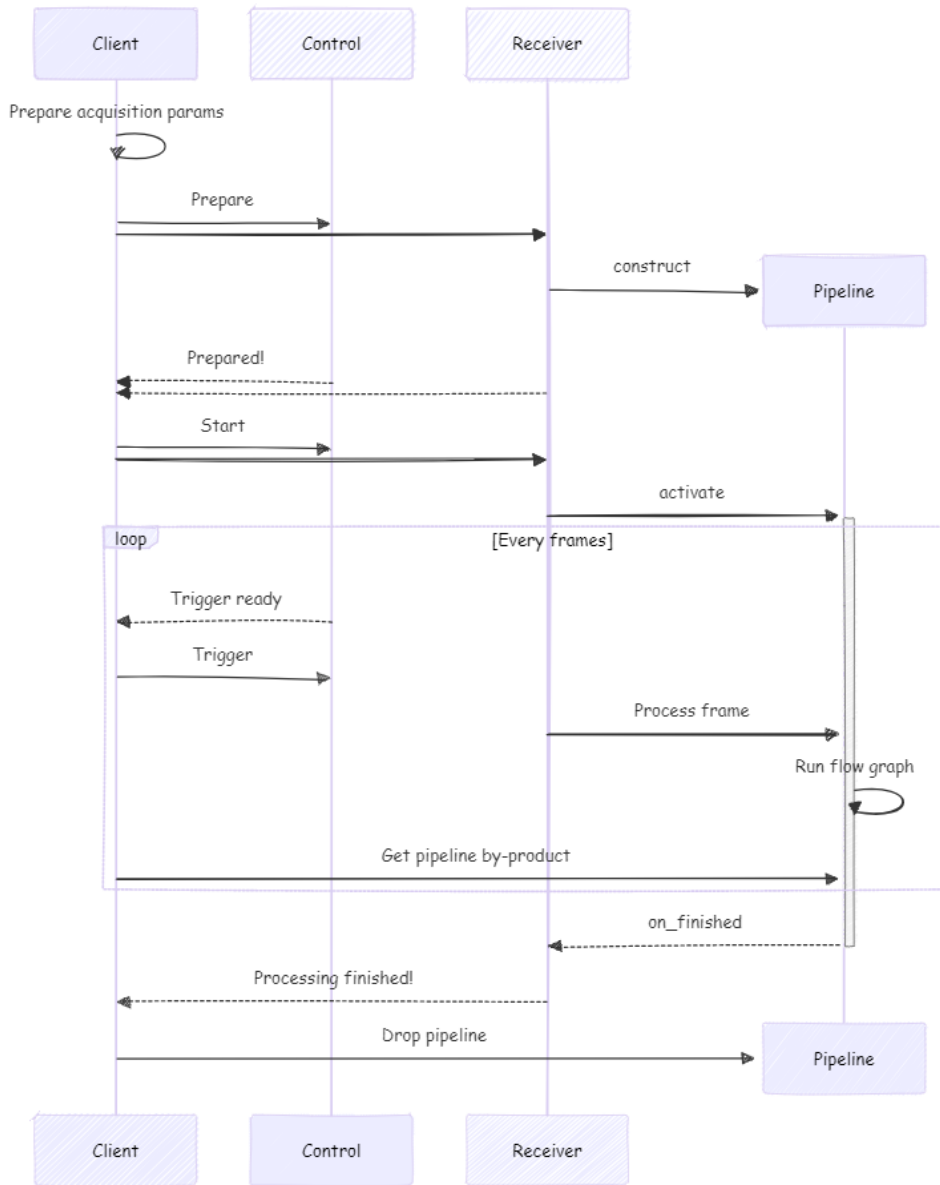 Client
Control
Receiver
Prepare acquisition params
Prepare
construct
Pipeline
Prepared!
Start
activate
loop
[Every frames]
Trigger ready
Trigger
Process frame
Run flow graph
Get pipeline by-product
on_finished
Processing finished!
Drop pipeline
Pipeline
Client
Control
Receiver